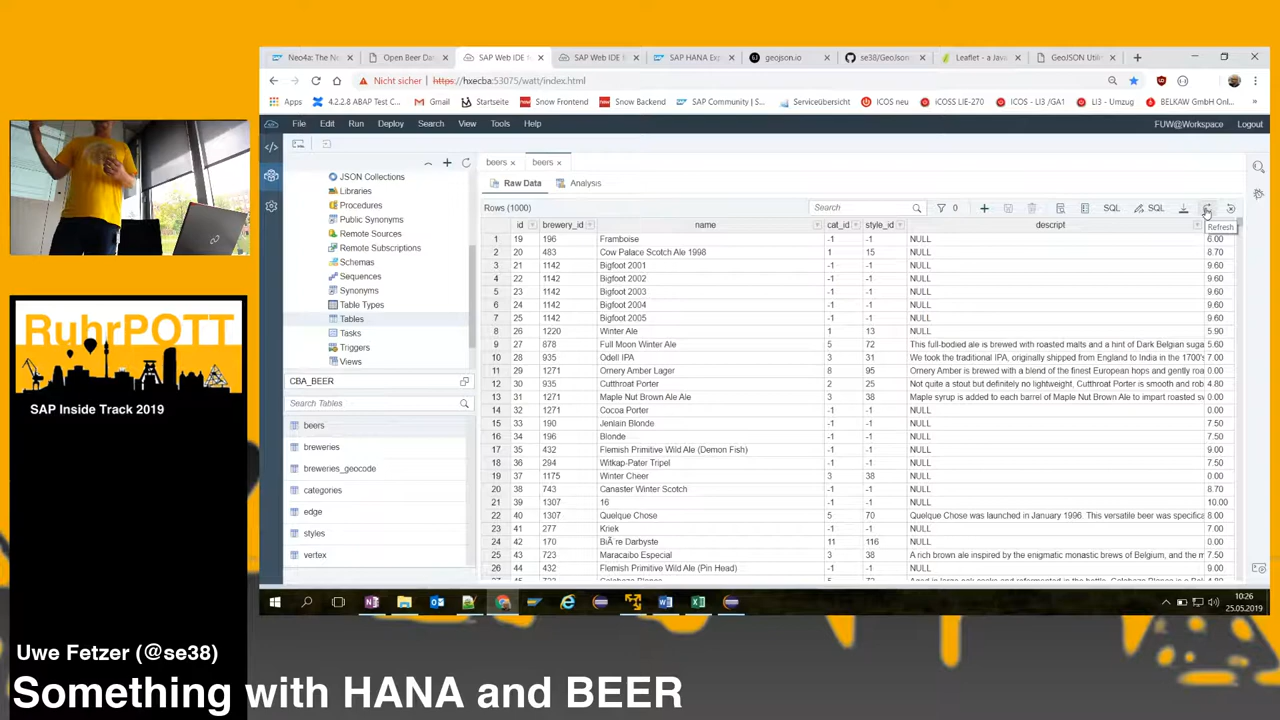 Neo4a: The Ne
Open Beer Da
SAP Web IDE f
SAP Web IDE f
SAP HANA Exp
geojson.io
se38/GeoJson
Leaflet - a Java
GeoJSON Utili
Nicht sicher
https://hxecba:53075/watt/index.html
Apps
4.2.2.8 ABAP Test C...
Gmail
Startseite
Snow Frontend
Snow Backend
SAP Community | S...
Serviceübersicht
ICOS neu
iCOSS LIE-270
ICOS - LI3 /GA1
LI3 - Umzug
BELKAW GmbH Onl...
File Edit Run Deploy Search View Tools Help
FUW@Workspace
Logout
JSON Collections
Libraries
Procedures
Public Synonyms
Remote Sources
Remote Subscriptions
Schemas
Sequences
Synonyms
Table Types
Tables
Tasks
Triggers
Views
CBA_BEER
Search Tables
beers
breweries
breweries_geocode
categories
edge
styles
vertex
beers
beers
Raw Data
Analysis
Rows (1000)
Search
0
SQL
SQL
Refresh
id brewery_id name cat_id style_id descript
1 19 196 Framboise -1 -1 NULL 6.00
2 20 483 Cow Palace Scotch Ale 1998 1 15 NULL 8.70
3 21 1142 Bigfoot 2001 -1 -1 NULL 9.60
4 22 1142 Bigfoot 2002 -1 -1 NULL 9.60
5 23 1142 Bigfoot 2003 -1 -1 NULL 9.60
6 24 1142 Bigfoot 2004 -1 -1 NULL 9.60
7 25 1142 Bigfoot 2005 -1 -1 NULL 9.60
8 26 1220 Winter Ale 1 13 NULL 5.90
9 27 878 Full Moon Winter Ale 5 72 This full-bodied ale is brewed with roasted malts and a hint of Dark Belgian suga 5.60
10 28 935 Odell IPA 3 31 We took the traditional IPA, originally shipped from England to India in the 1700's 7.00
11 29 1271 Ornery Amber Lager 8 95 Ornery Amber is brewed with a blend of the finest European hops and gently roa 0.00
12 30 935 Cutthroat Porter 2 25 Not quite a stout but definitely no lightweight, Cutthroat Porter is smooth and rob 4.80
13 31 1271 Maple Nut Brown Ale 3 38 Maple syrup is added to each barrel of Maple Nut Brown Ale to impart roasted sw 0.00
14 32 1271 Cocoa Porter -1 -1 NULL 0.00
15 33 190 Jenlain Blonde -1 -1 NULL 7.50
16 34 196 Blonde -1 -1 NULL 7.50
17 35 432 Flemish Primitive Wild Ale (Demon Fish) -1 -1 NULL 9.00
18 36 294 Witkap-Pater Tripel -1 -1 NULL 7.50
19 37 1175 Winter Cheer 3 38 NULL 0.00
20 38 743 Canaster Winter Scotch -1 -1 NULL 8.70
21 39 1307 16 -1 -1 NULL 10.00
22 40 1307 Quelque Chose 5 70 Quelque Chose was launched in January 1996. This versatile beer was specifica 8.00
23 41 277 Kriek -1 -1 NULL 7.00
24 42 170 BiÃ re Darbyste 11 116 NULL 0.00
25 43 723 Maracaibo Especial 3 38 A rich brown ale inspired by the enigmatic monastic brews of Belgium, and the m 7.50
26 44 432 Flemish Primitive Wild Ale (Pin Head) -1 -1 NULL 9.00
10:26
25.05.2019
RuhrPOTT
SAP Inside Track 2019
Uwe Fetzer (@se38)
Something with HANA and BEER